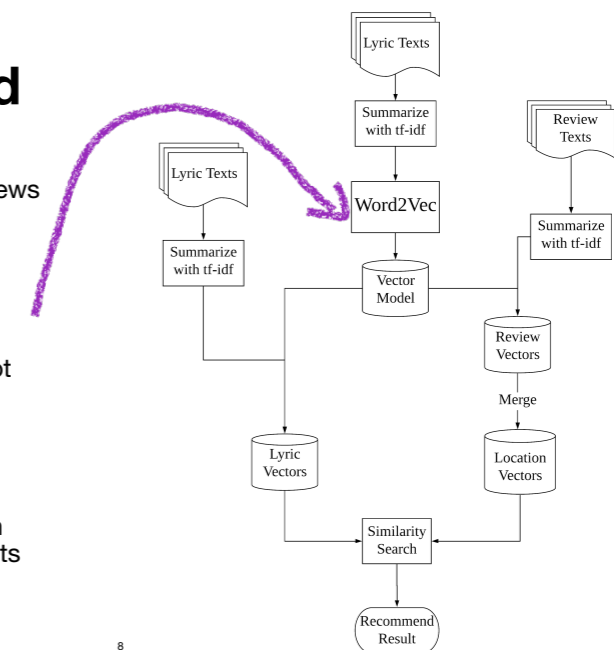 d
ews
ot
n
ts
Lyric Texts
Summarize
with tf-idf
Word2Vec
Vector
Model
Lyric Texts
Summarize
with tf-idf
Review
Texts
Summarize
with tf-idf
Review
Vectors
Merge
Lyric
Vectors
Location
Vectors
Similarity
Search
Recommend
Result
8